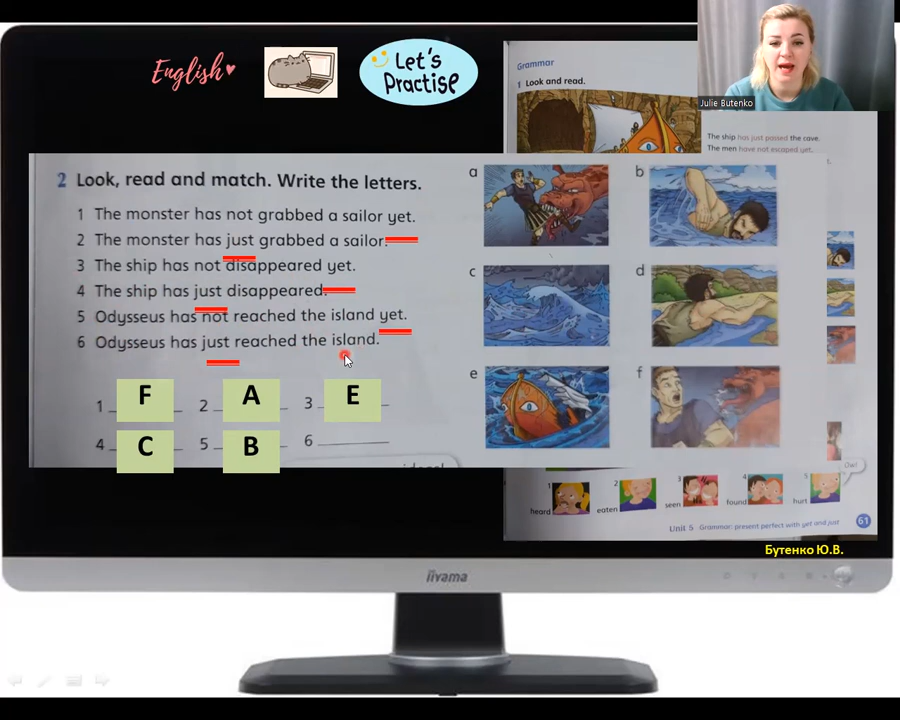 English
Let's
Practise
Julie Butenko
Grammar
1 Look and read.
The ship has just passed the cave.
The men have not escaped yet.
2 Look, read and match. Write the letters.
1 The monster has not grabbed a sailor yet.
2 The monster has just grabbed a sailor.
3 The ship has not disappeared yet.
4 The ship has just disappeared.
5 Odysseus has not reached the island yet.
6 Odysseus has just reached the island.
1 F 2 A 3 E
4 C 5 B 6
a b
c d
e f
Ow!
1 2 3 4 5
heard eaten seen found hurt
Unit 5 Grammar: present perfect with yet and just 61
Бутенко Ю.В.
iiyama